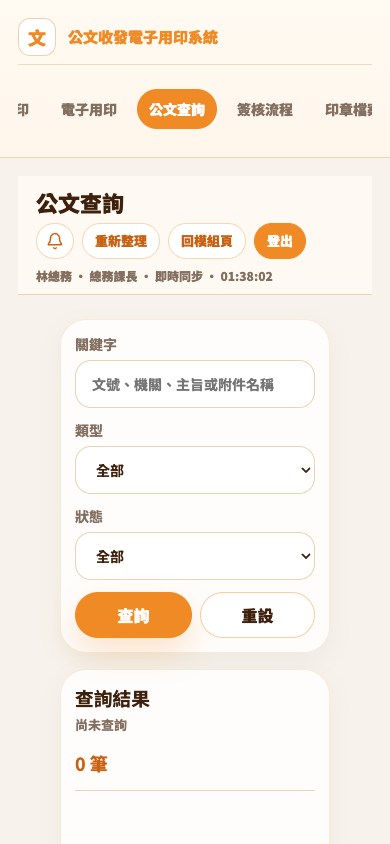 文 公文收發電子用印系統
印 電子用印 公文查詢 簽核流程 印章檔案
公文查詢
重新整理 回模組頁 登出
林總務 • 總務課長 • 即時同步 • 01:38:02
關鍵字
文號、機關、主旨或附件名稱
類型
全部
狀態
全部
查詢 重設
查詢結果
尚未查詢
0 筆